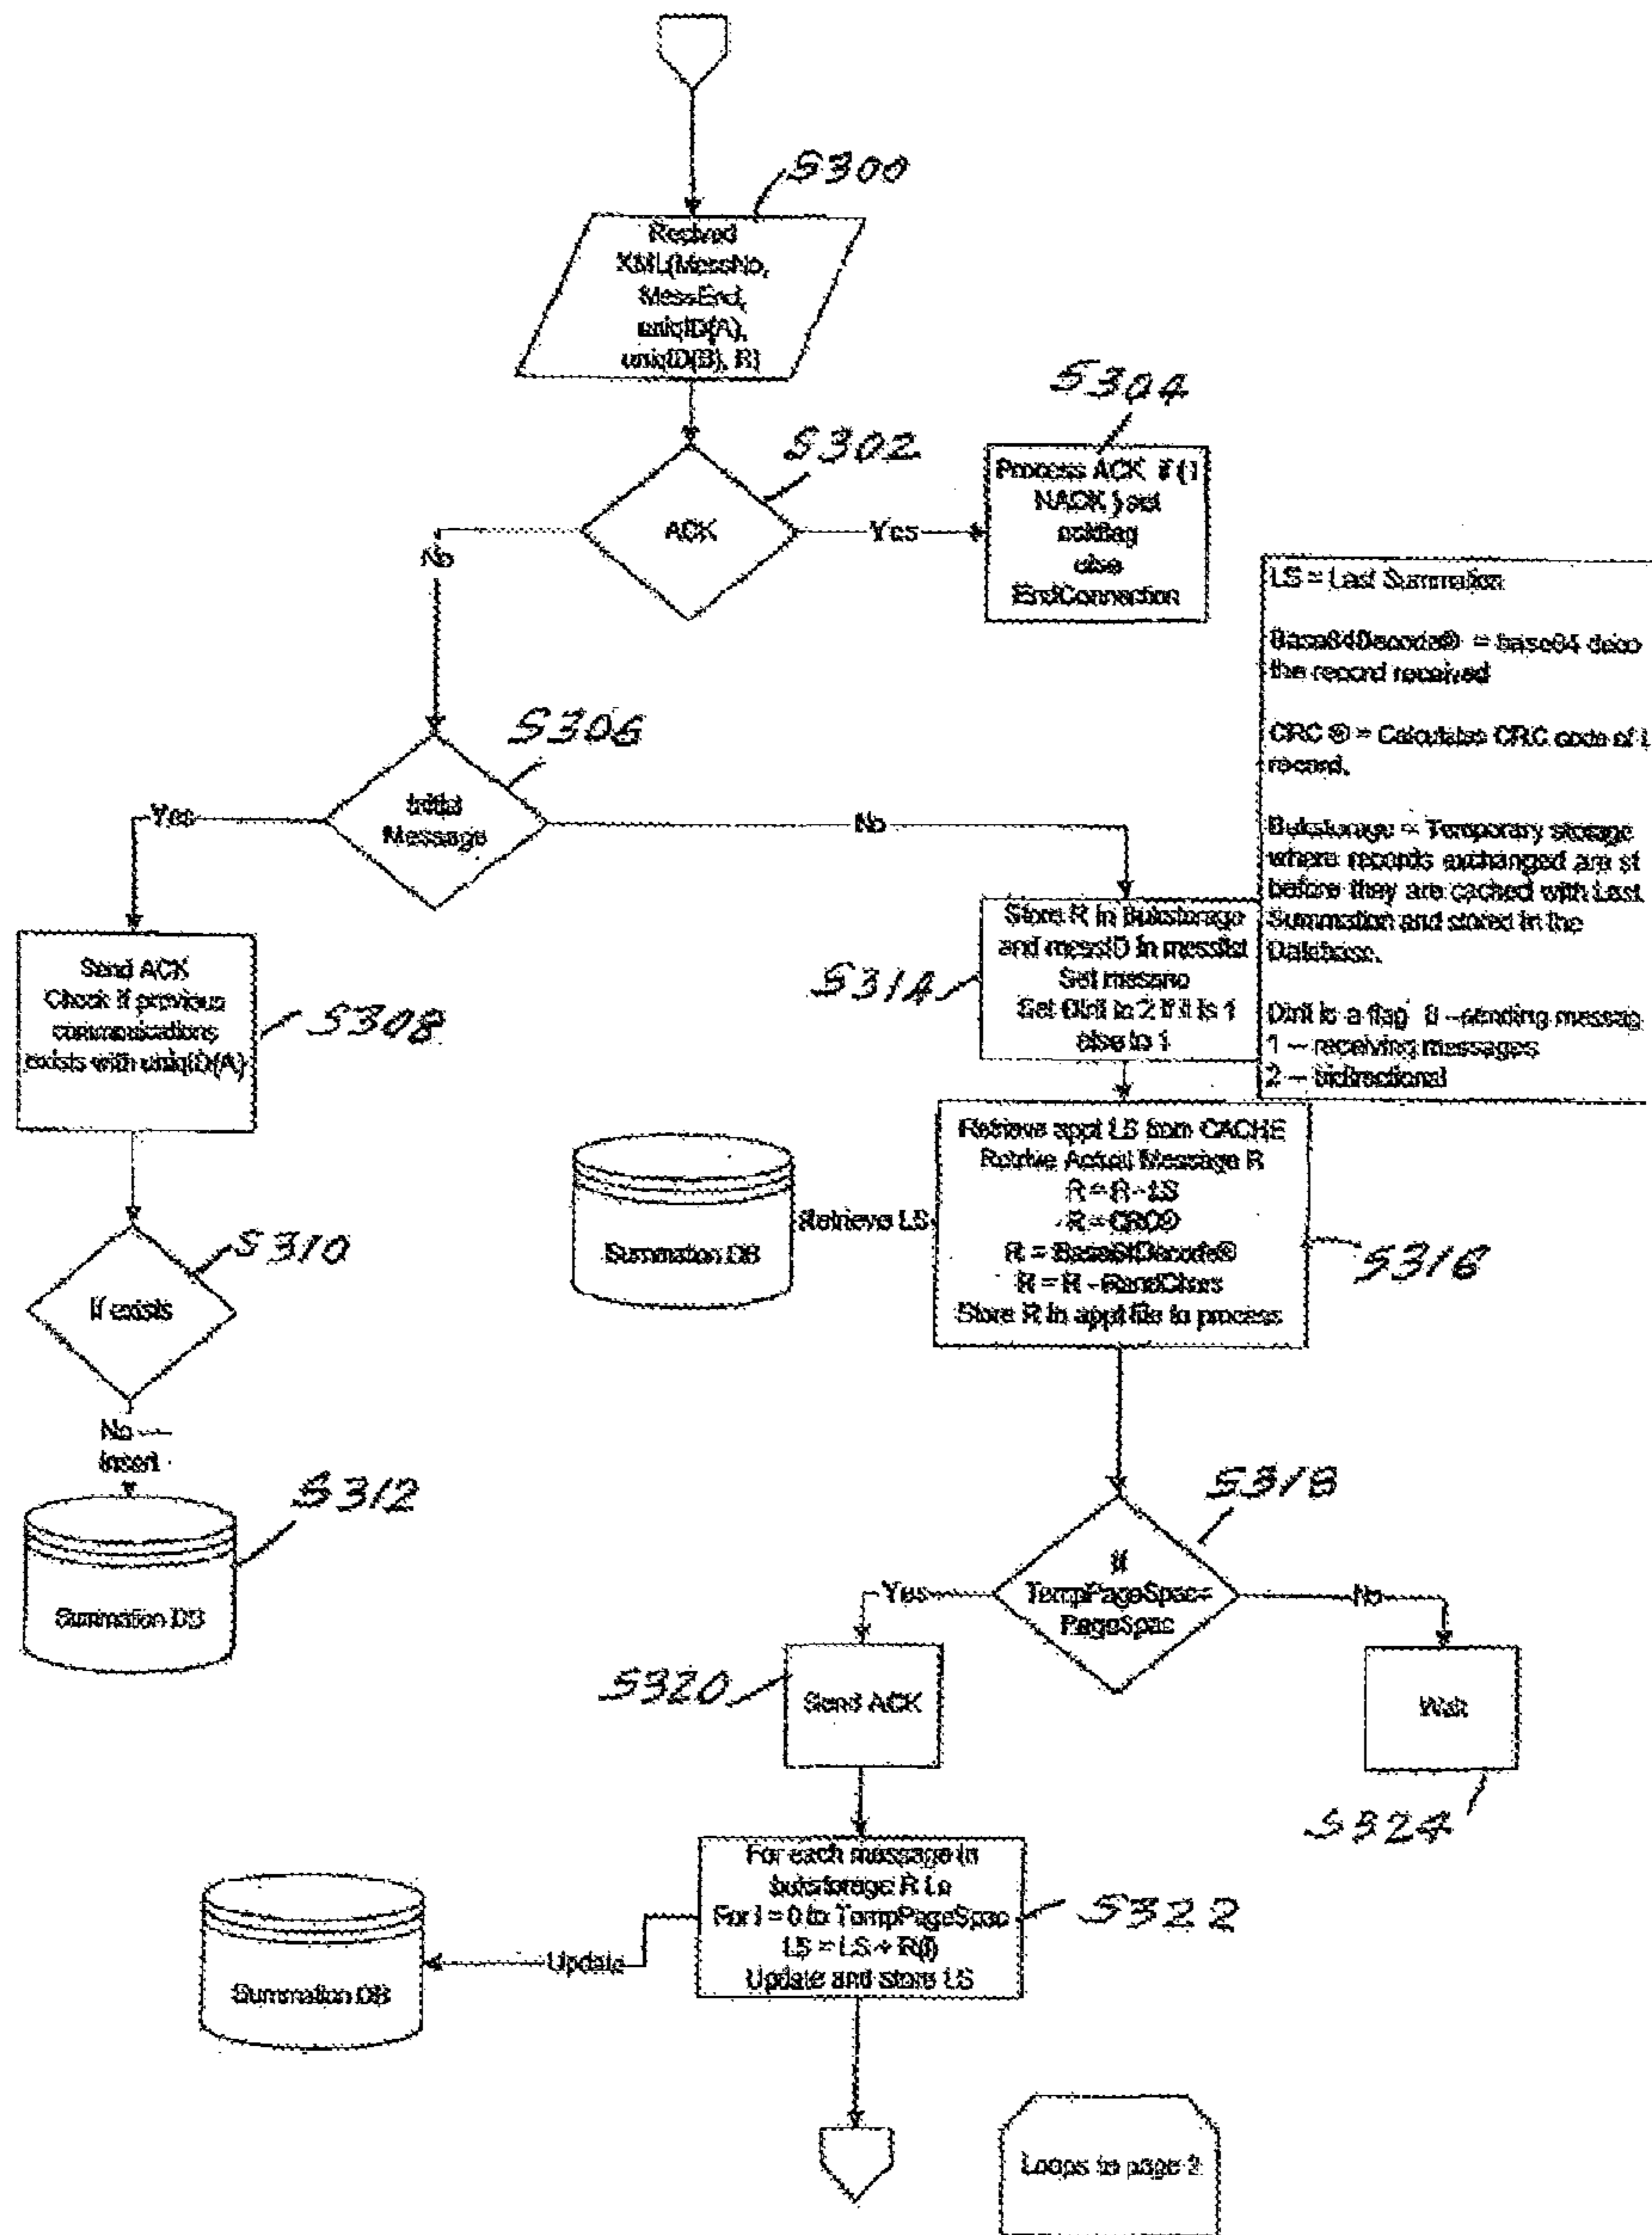 S300
Recived
XML(MessNo,
MessEnd,
uniqID(A),
uniqID(B), R)
S302
ACK
Yes
No
S304
Process ACK if (!
NACK ) set
ackflag
else
EndConnection
LS = Last Summation
Base64Decode® = base64 deco
the record received
CRC ® = Calculates CRC code of
record.
Bulkstorage = Temporary storage
where records exchanged are st
before they are cached with Last
Summation and stored in the
Database.
is a flag 0 - sending messag
1 - receiving messages
2 - bidirectional
S306
Initial
Message
Yes
No
Send ACK
Check if previous
communications
exists with uniqID(A)
S308
S310
If exists
No
Insert
S312
Summation DB
S314
Store R in Bulkstorage
and messID in messlist
Set messno
Set to 2 if it is 1
else to 1
Summation DB
Retrieve LS
Retrieve appt LS from CACHE
Retrive Actual Message R
R = R - LS
R = CRC®
R = Base64Decode®
R = R - RandChars
Store R in appt file to process
S316
S318
If
TempPageSpac=
PageSpac
Yes
No
S320
Send ACK
Wait
S324
For each message in
bulkstorage R i.e
For I = 0 to TempPageSpac
LS = LS + R(I)
Update and store LS
S322
Update
Summation DB
Loops to page 2